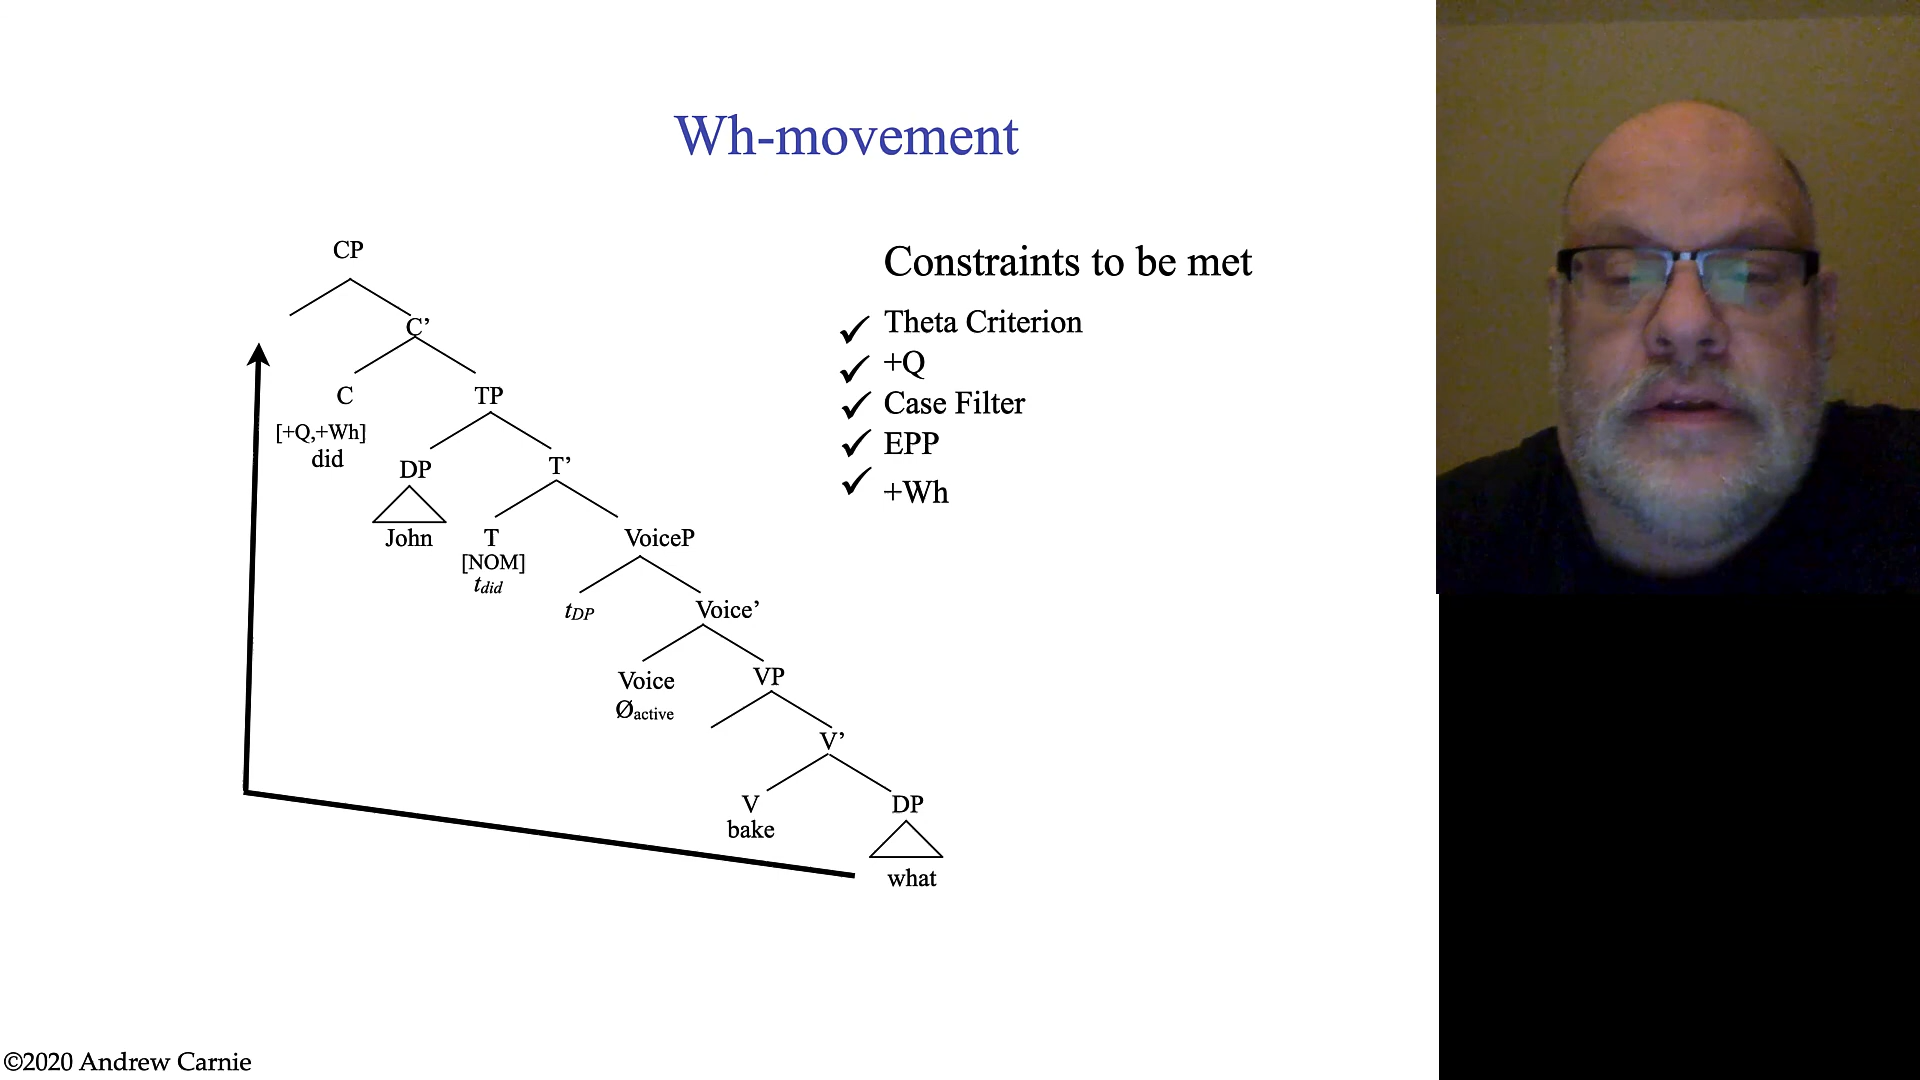 Wh-movement
CP
C’
C
TP
[+Q,+Wh]
did
DP
T’
John
T
VoiceP
[NOM]
tdid
tDP
Voice’
Voice
VP
Øactive
V’
V
DP
bake
what
Constraints to be met
✓ Theta Criterion
✓ +Q
✓ Case Filter
✓ EPP
✓ +Wh
©2020 Andrew Carnie